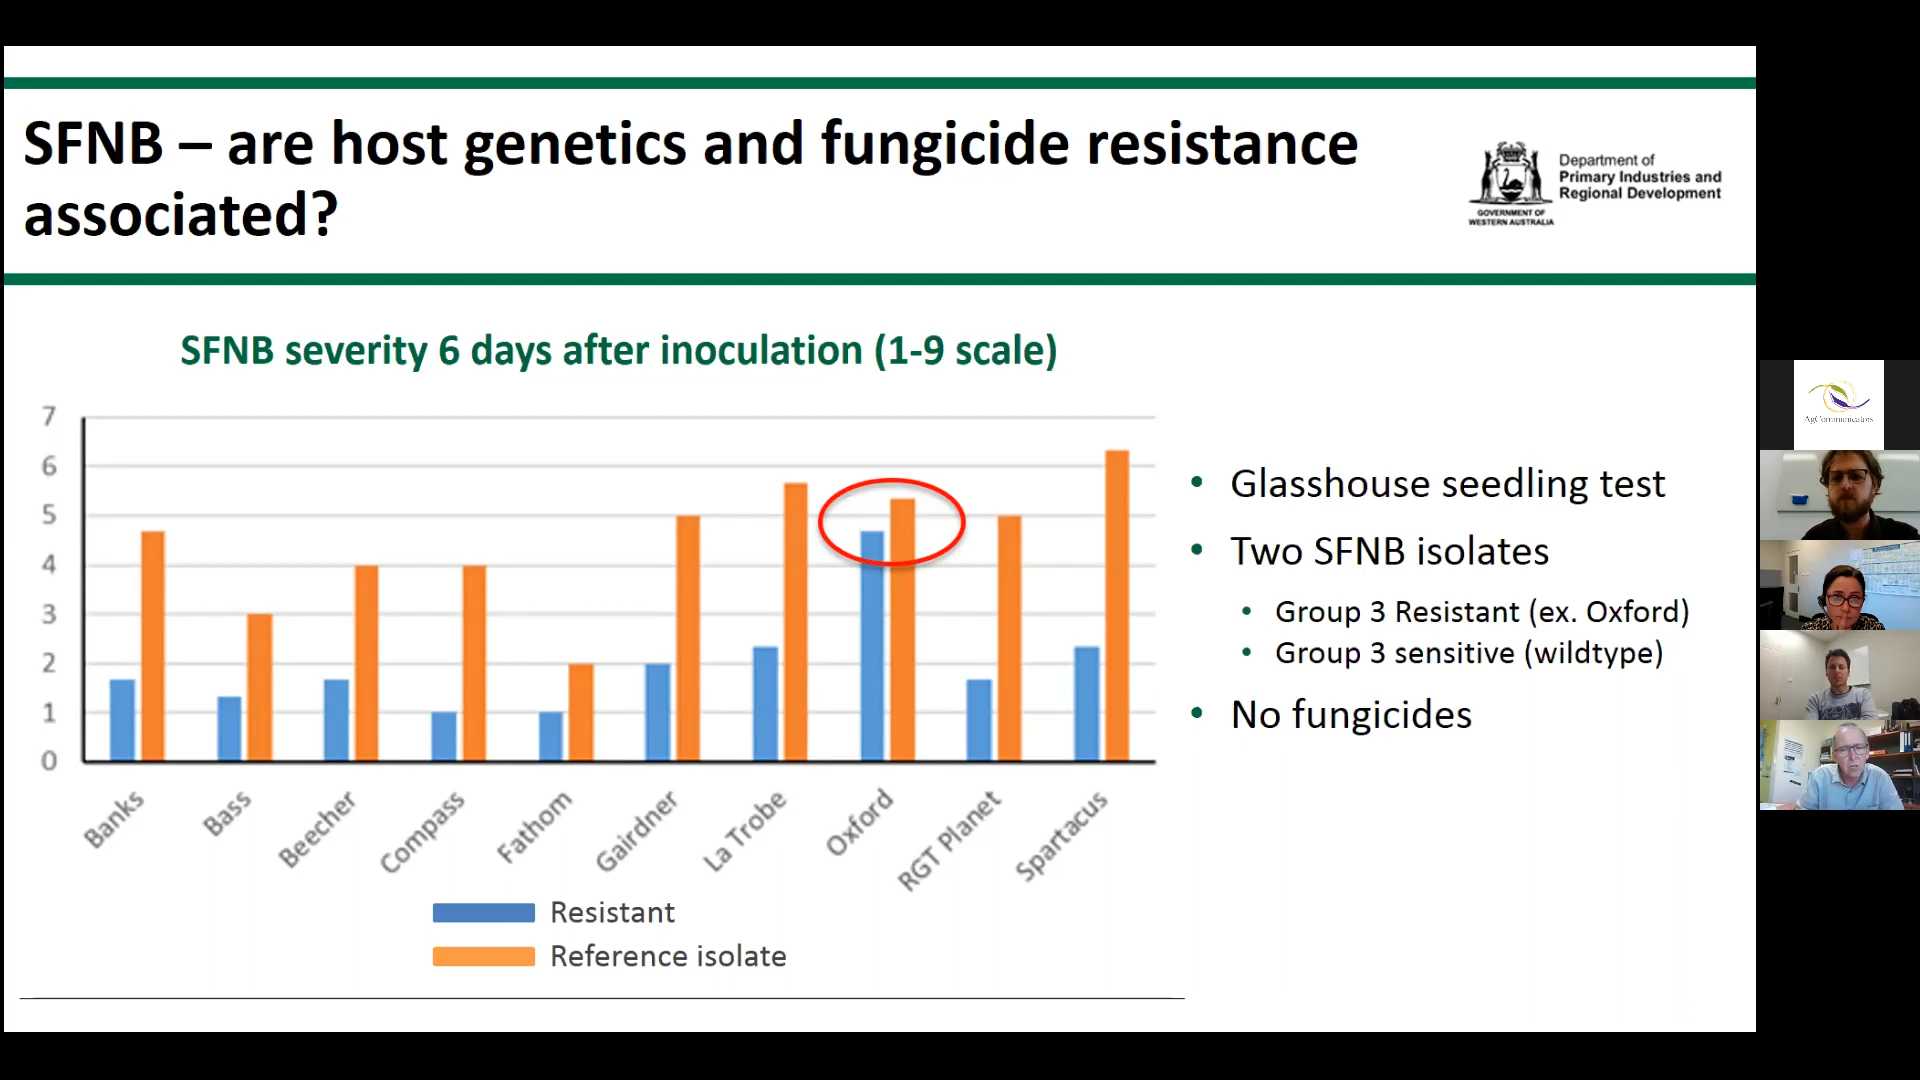 SFNB – are host genetics and fungicide resistance
associated?
GOVERNMENT OF
WESTERN AUSTRALIA
Department of
Primary Industries and
Regional Development
SFNB severity 6 days after inoculation (1-9 scale)
7
6
5
4
3
2
1
0
Banks
Bass
Beecher
Compass
Fathom
Gairdner
La Trobe
Oxford
RGT Planet
Spartacus
Resistant
Reference isolate
• Glasshouse seedling test
• Two SFNB isolates
• Group 3 Resistant (ex. Oxford)
• Group 3 sensitive (wildtype)
• No fungicides
AgCommunicators